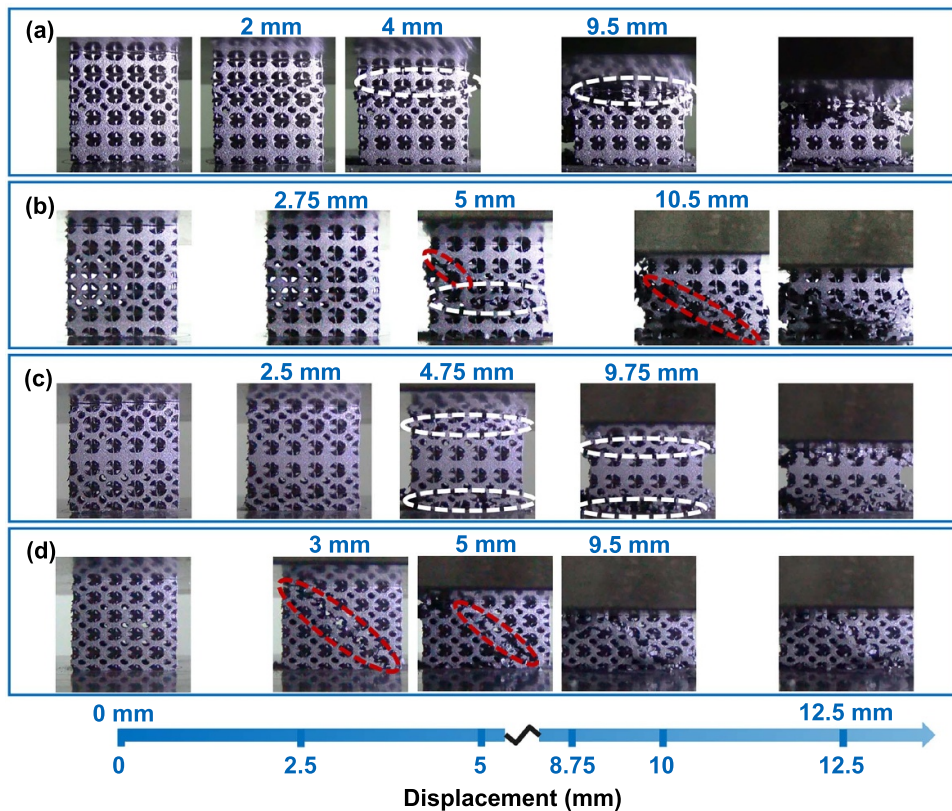 (a)
2 mm
4 mm
9.5 mm
(b)
2.75 mm
5 mm
10.5 mm
(c)
2.5 mm
4.75 mm
9.75 mm
(d)
3 mm
5 mm
9.5 mm
0 mm
12.5 mm
0
2.5
5
8.75
10
12.5
Displacement (mm)